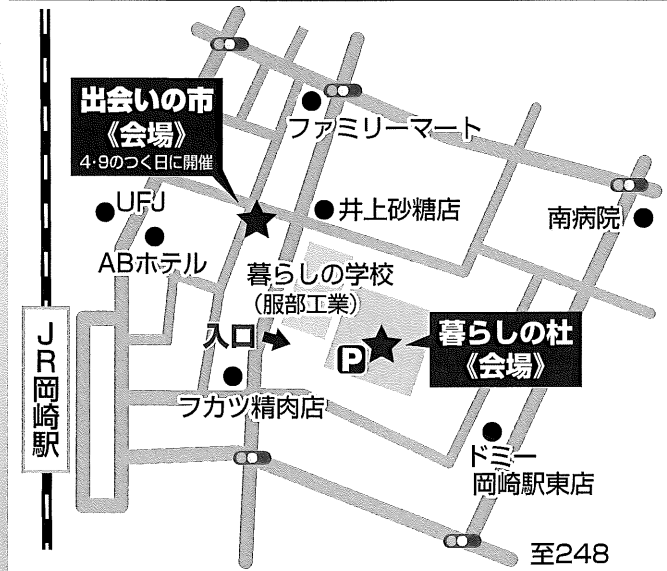 出会いの市
《会場》
4・9のつく日に開催
ファミリーマート
UFJ
井上砂糖店
南病院
ABホテル
暮らしの学校
(服部工業)
入口
P
暮らしの杜
《会場》
JR岡崎駅
フカツ精肉店
ドミー
岡崎駅東店
至248